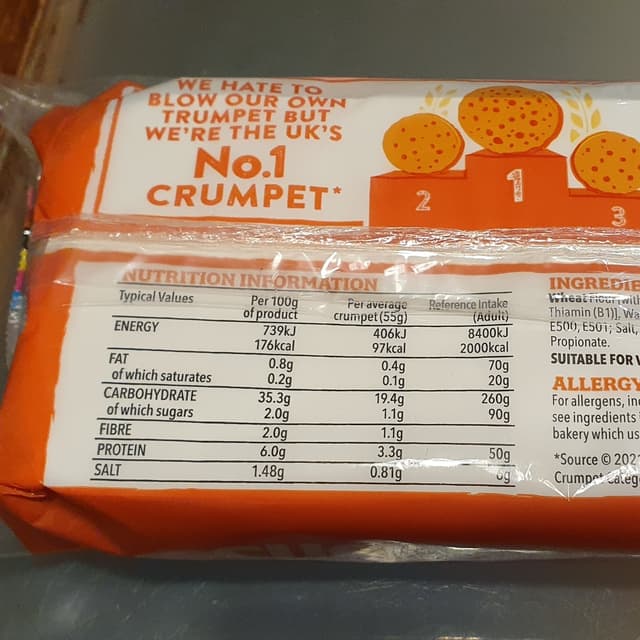 WE HATE TO
BLOW OUR OWN
TRUMPET BUT
WE'RE THE UK'S
No.1
CRUMPET*
2
1
3
NUTRITION INFORMATION
Typical Values Per 100g of product Per average crumpet (55g) Reference Intake (Adult)
ENERGY 739kJ 406kJ 8400kJ
176kcal 97kcal 2000kcal
FAT 0.8g 0.4g 70g
of which saturates 0.2g 0.1g 20g
CARBOHYDRATE 35.3g 19.4g 260g
of which sugars 2.0g 1.1g 90g
FIBRE 2.0g 1.1g
PROTEIN 6.0g 3.3g 50g
SALT 1.48g 0.81g 6g
INGREDIE
Wheat Flour (with
Thiamin (B1)], Wa
E500, E501; Salt,
Propionate.
SUITABLE FOR V
ALLERGY
For allergens, in
see ingredients
bakery which us
*Source © 202
Crumpet categ